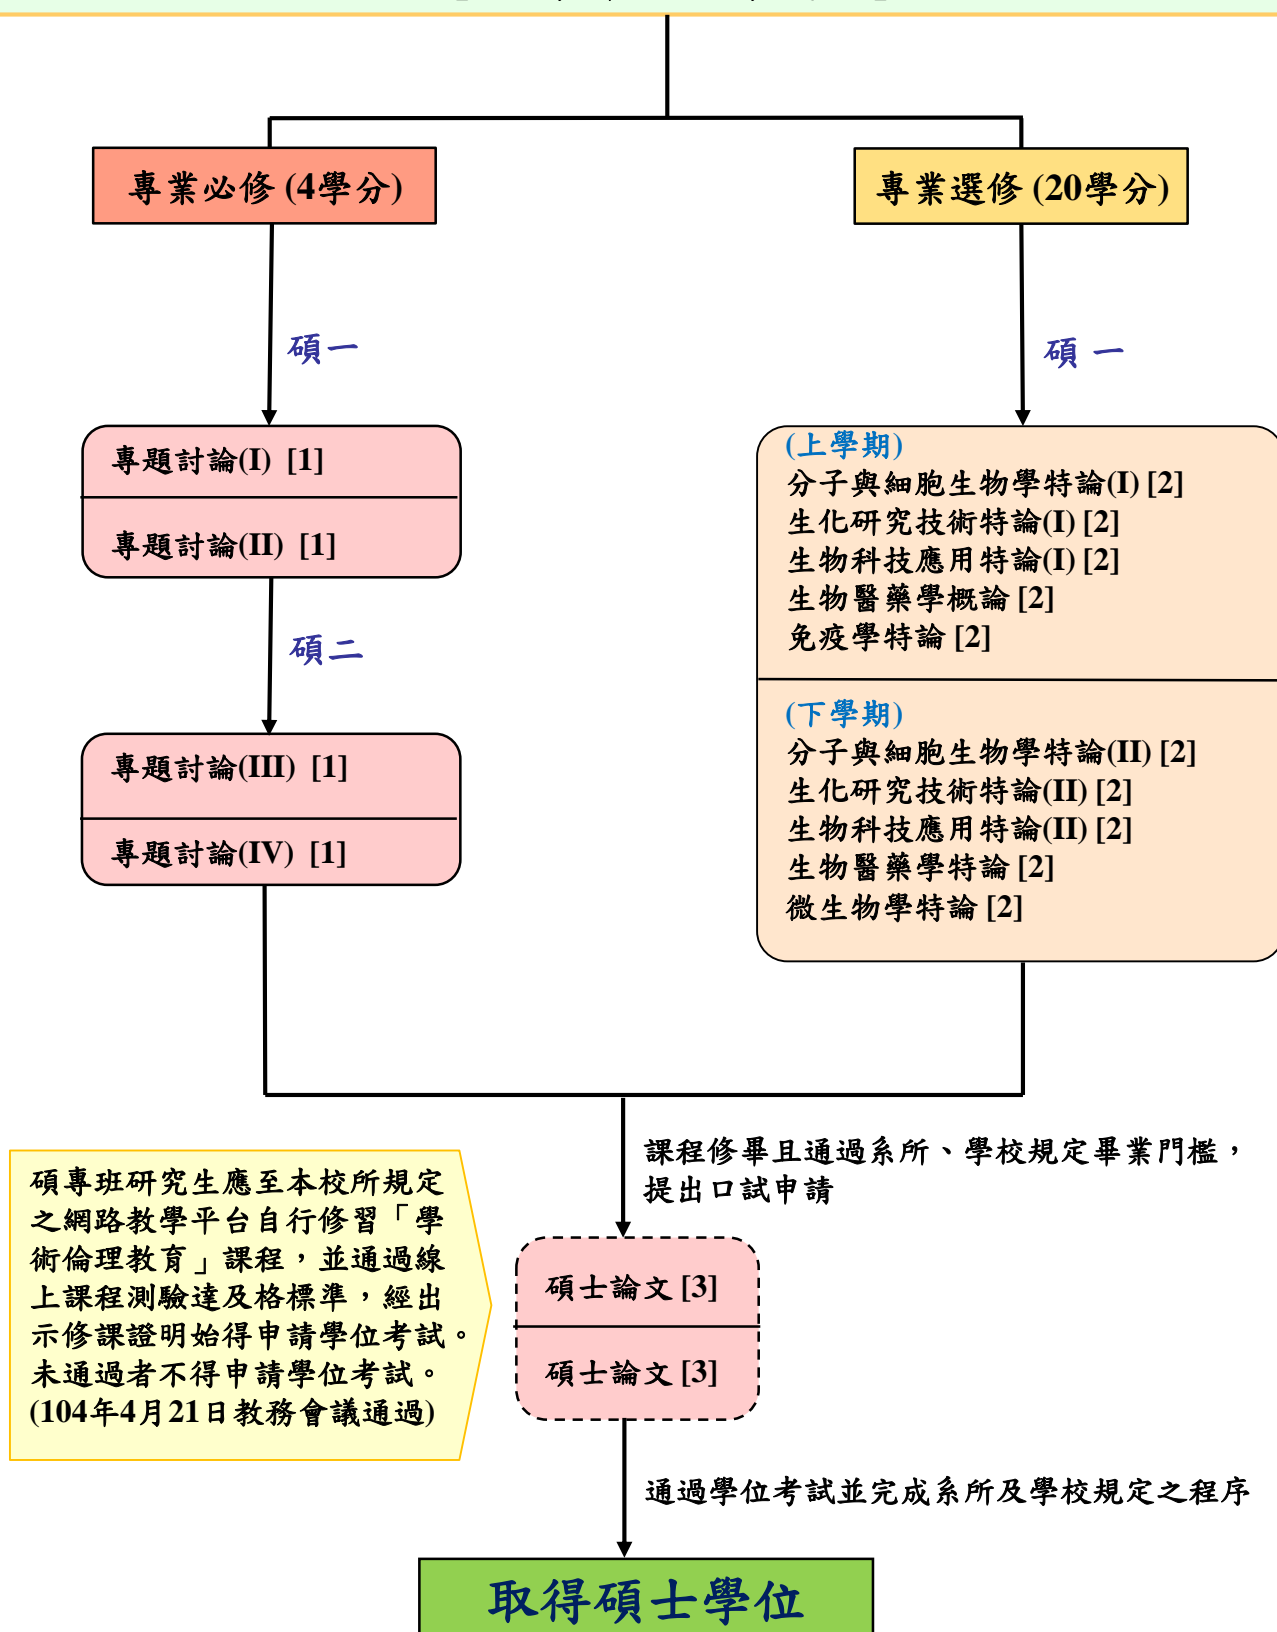 專業必修 (4學分)
專業選修 (20學分)
碩一
碩 一
專題討論(I) [1]
專題討論(II) [1]
碩二
專題討論(III) [1]
專題討論(IV) [1]
(上學期)
分子與細胞生物學特論(I) [2]
生化研究技術特論(I) [2]
生物科技應用特論(I) [2]
生物醫藥學概論 [2]
免疫學特論 [2]
(下學期)
分子與細胞生物學特論(II) [2]
生化研究技術特論(II) [2]
生物科技應用特論(II) [2]
生物醫藥學特論 [2]
微生物學特論 [2]
課程修畢且通過系所、學校規定畢業門檻，
提出口試申請
碩專班研究生應至本校所規定
之網路教學平台自行修習「學
術倫理教育」課程，並通過線
上課程測驗達及格標準，經出
示修課證明始得申請學位考試。
未通過者不得申請學位考試。
(104年4月21日教務會議通過)
碩士論文 [3]
碩士論文 [3]
通過學位考試並完成系所及學校規定之程序
取得碩士學位